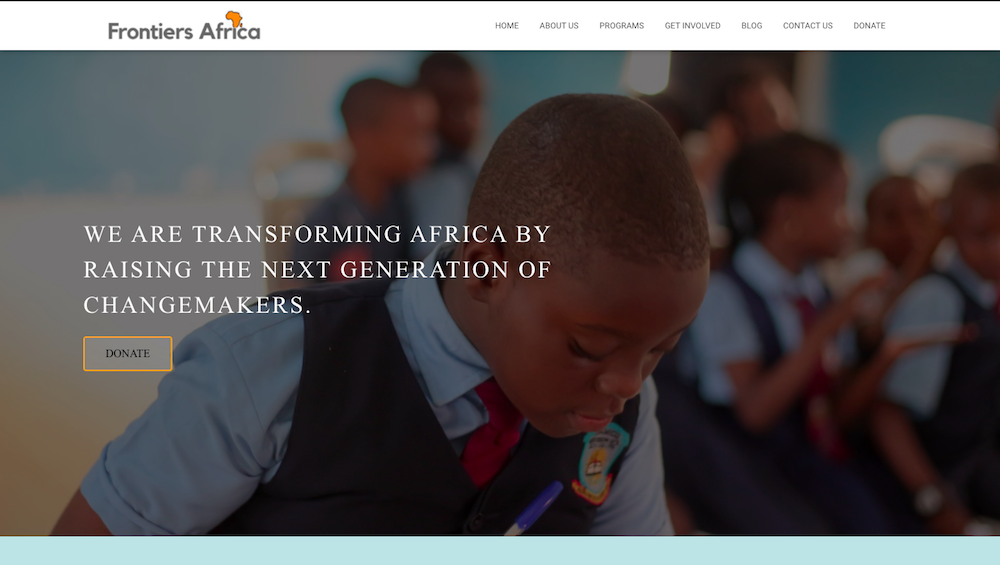 Frontiers Africa
HOME ABOUT US PROGRAMS GET INVOLVED BLOG CONTACT US DONATE
WE ARE TRANSFORMING AFRICA BY
RAISING THE NEXT GENERATION OF
CHANGEMAKERS.
DONATE